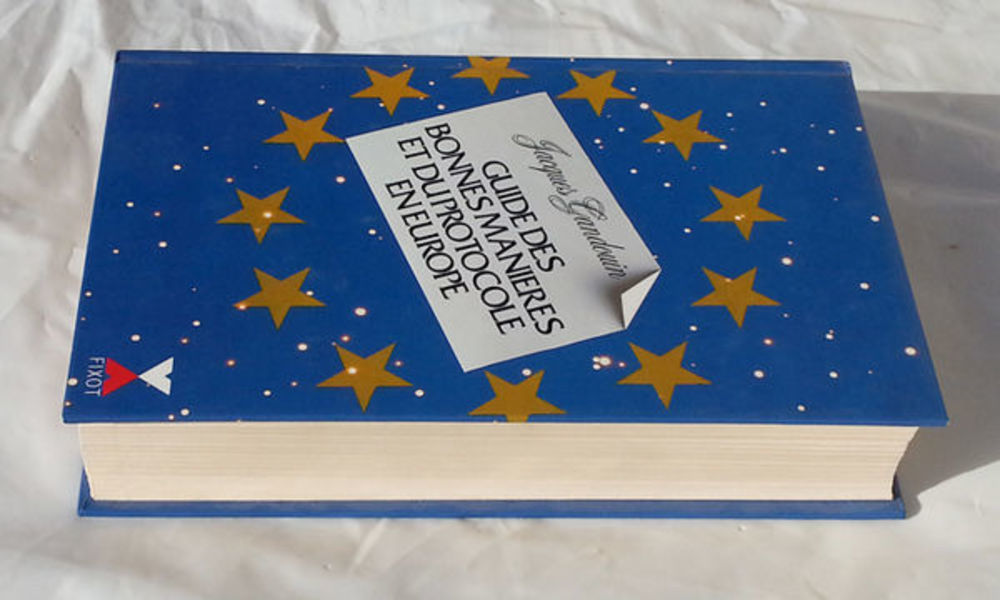 Jacques Gandouin
GUIDE DES
BONNES MANIERES
ET DU PROTOCOLE
EN EUROPE
FIXOT